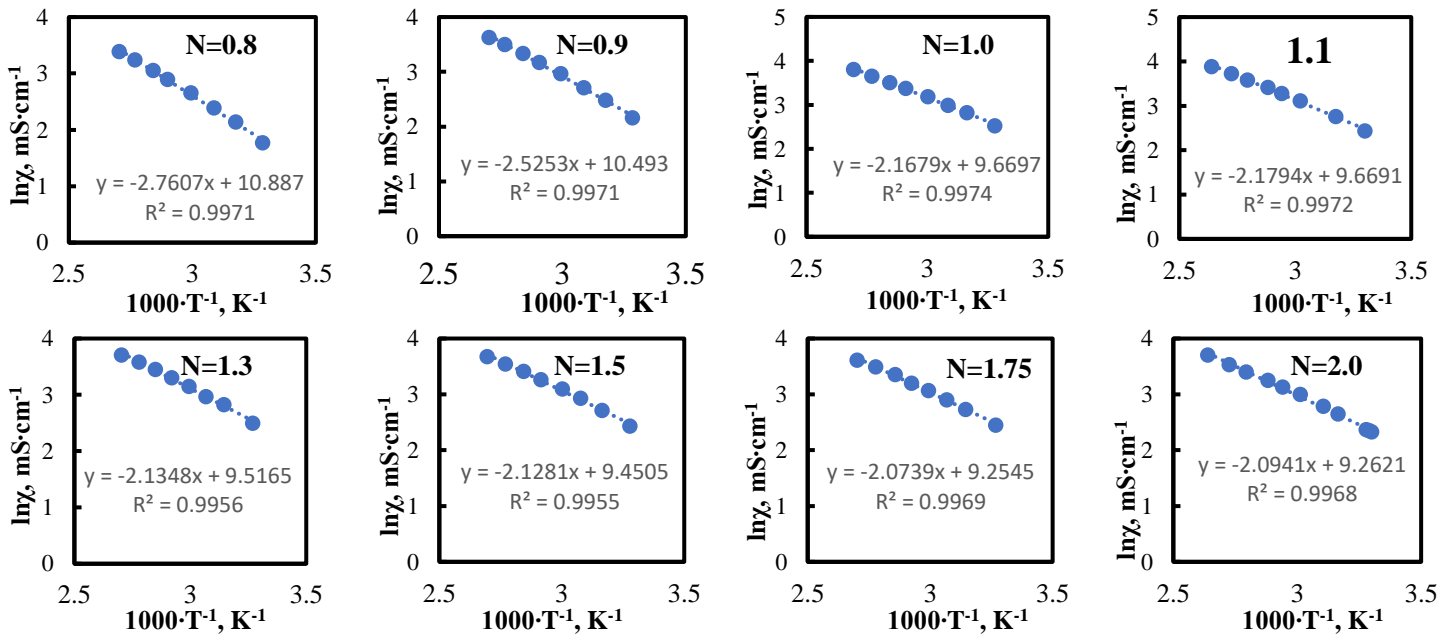 4
3
2
1
0
2.5 3 3.5
lnχ, mS·cm⁻¹
1000·T⁻¹, K⁻¹
N=0.8
y = -2.7607x + 10.887
R² = 0.9971
4
3
2
1
0
2.5 3 3.5
lnχ, mS·cm⁻¹
1000·T⁻¹, K⁻¹
N=0.9
y = -2.5253x + 10.493
R² = 0.9971
5
4
3
2
1
0
2.5 3 3.5
lnχ, mS·cm⁻¹
1000·T⁻¹, K⁻¹
N=1.0
y = -2.1679x + 9.6697
R² = 0.9974
5
4
3
2
1
0
2.5 3 3.5
lnχ, mS·cm⁻¹
1000·T⁻¹, K⁻¹
1.1
y = -2.1794x + 9.6691
R² = 0.9972
4
3
2
1
0
2.5 3 3.5
lnχ, mS·cm⁻¹
1000·T⁻¹, K⁻¹
N=1.3
y = -2.1348x + 9.5165
R² = 0.9956
4
3
2
1
0
2.5 3 3.5
lnχ, mS·cm⁻¹
1000·T⁻¹, K⁻¹
N=1.5
y = -2.1281x + 9.4505
R² = 0.9955
4
3
2
1
0
2.5 3 3.5
lnχ, mS·cm⁻¹
1000·T⁻¹, K⁻¹
N=1.75
y = -2.0739x + 9.2545
R² = 0.9969
4
3
2
1
0
2.5 3 3.5
lnχ, mS·cm⁻¹
1000·T⁻¹, K⁻¹
N=2.0
y = -2.0941x + 9.2621
R² = 0.9968